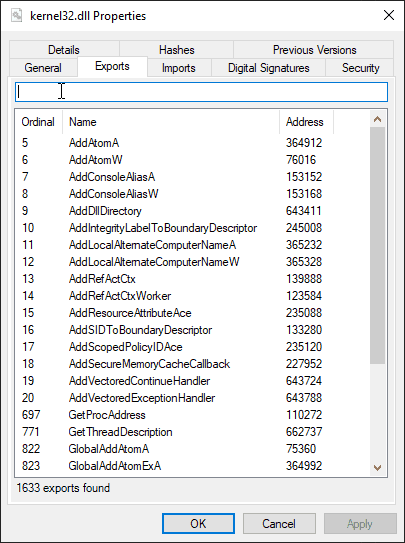 kernel32.dll Properties
Details Hashes Previous Versions
General Exports Imports Digital Signatures Security
Ordinal Name Address
5 AddAtomA 364912
6 AddAtomW 76016
7 AddConsoleAliasA 153152
8 AddConsoleAliasW 153168
9 AddDllDirectory 643411
10 AddIntegrityLabelToBoundaryDescriptor 245008
11 AddLocalAlternateComputerNameA 365232
12 AddLocalAlternateComputerNameW 365328
13 AddRefActCtx 139888
14 AddRefActCtxWorker 123584
15 AddResourceAttributeAce 235088
16 AddSIDToBoundaryDescriptor 133280
17 AddScopedPolicyIDAce 235120
18 AddSecureMemoryCacheCallback 227952
19 AddVectoredContinueHandler 643724
20 AddVectoredExceptionHandler 643788
697 GetProcAddress 110272
771 GetThreadDescription 662737
822 GlobalAddAtomA 75360
823 GlobalAddAtomExA 364992
1633 exports found
OK Cancel Apply